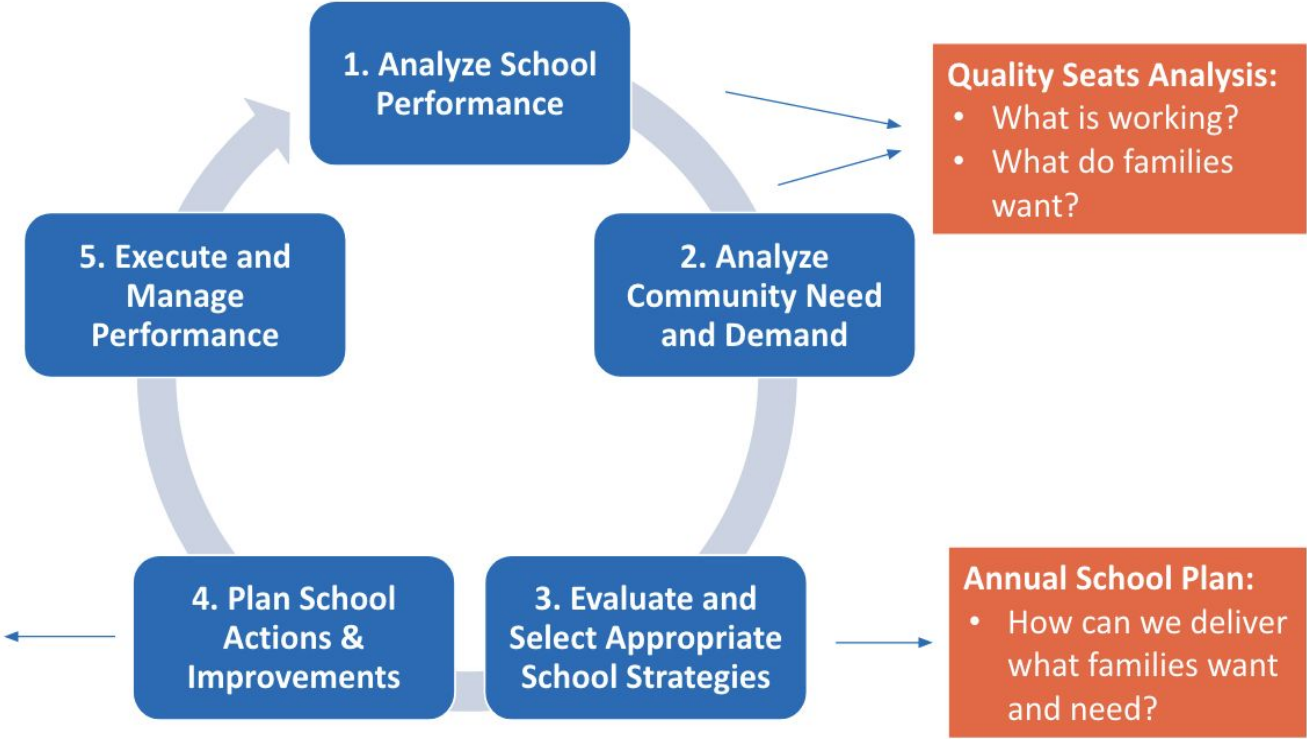 1. Analyze School
Performance
Quality Seats Analysis:
• What is working?
• What do families
want?
2. Analyze
Community Need
and Demand
3. Evaluate and
Select Appropriate
School Strategies
Annual School Plan:
• How can we deliver
what families want
and need?
4. Plan School
Actions &
Improvements
5. Execute and
Manage
Performance